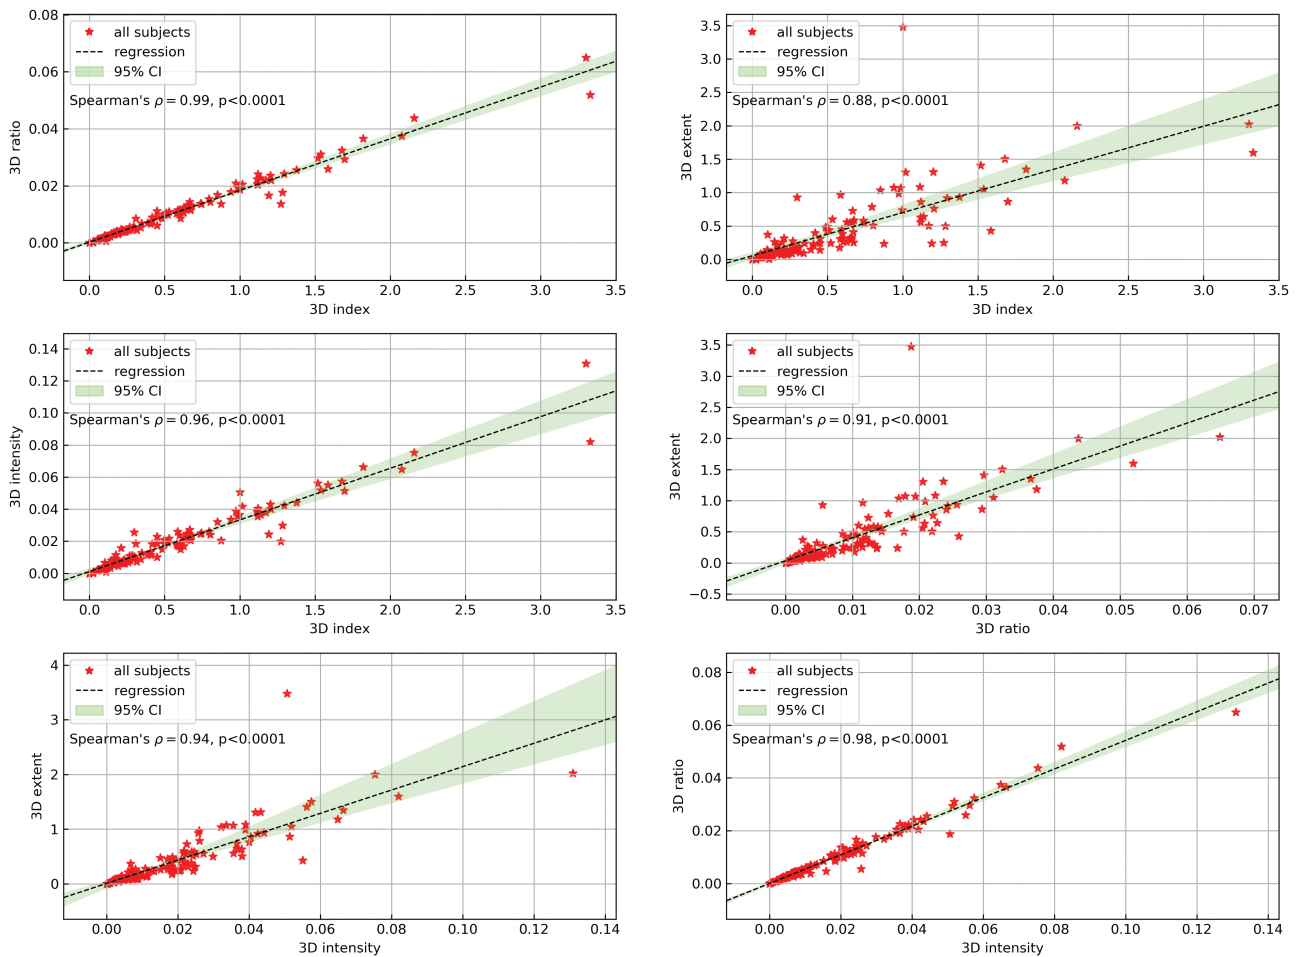 0.08
0.06
0.04
0.02
0.00
3D ratio
all subjects
regression
95% CI
Spearman's ρ = 0.99, p<0.0001
0.0 0.5 1.0 1.5 2.0 2.5 3.0 3.5
3D index
3.5
3.0
2.5
2.0
1.5
1.0
0.5
0.0
3D extent
all subjects
regression
95% CI
Spearman's ρ = 0.88, p<0.0001
0.0 0.5 1.0 1.5 2.0 2.5 3.0 3.5
3D index
0.14
0.12
0.10
0.08
0.06
0.04
0.02
0.00
3D intensity
all subjects
regression
95% CI
Spearman's ρ = 0.96, p<0.0001
0.0 0.5 1.0 1.5 2.0 2.5 3.0 3.5
3D index
3.5
3.0
2.5
2.0
1.5
1.0
0.5
0.0
−0.5
3D extent
all subjects
regression
95% CI
Spearman's ρ = 0.91, p<0.0001
0.00 0.01 0.02 0.03 0.04 0.05 0.06 0.07
3D ratio
4
3
2
1
0
3D extent
all subjects
regression
95% CI
Spearman's ρ = 0.94, p<0.0001
0.00 0.02 0.04 0.06 0.08 0.10 0.12 0.14
3D intensity
0.08
0.06
0.04
0.02
0.00
3D ratio
all subjects
regression
95% CI
Spearman's ρ = 0.98, p<0.0001
0.00 0.02 0.04 0.06 0.08 0.10 0.12 0.14
3D intensity